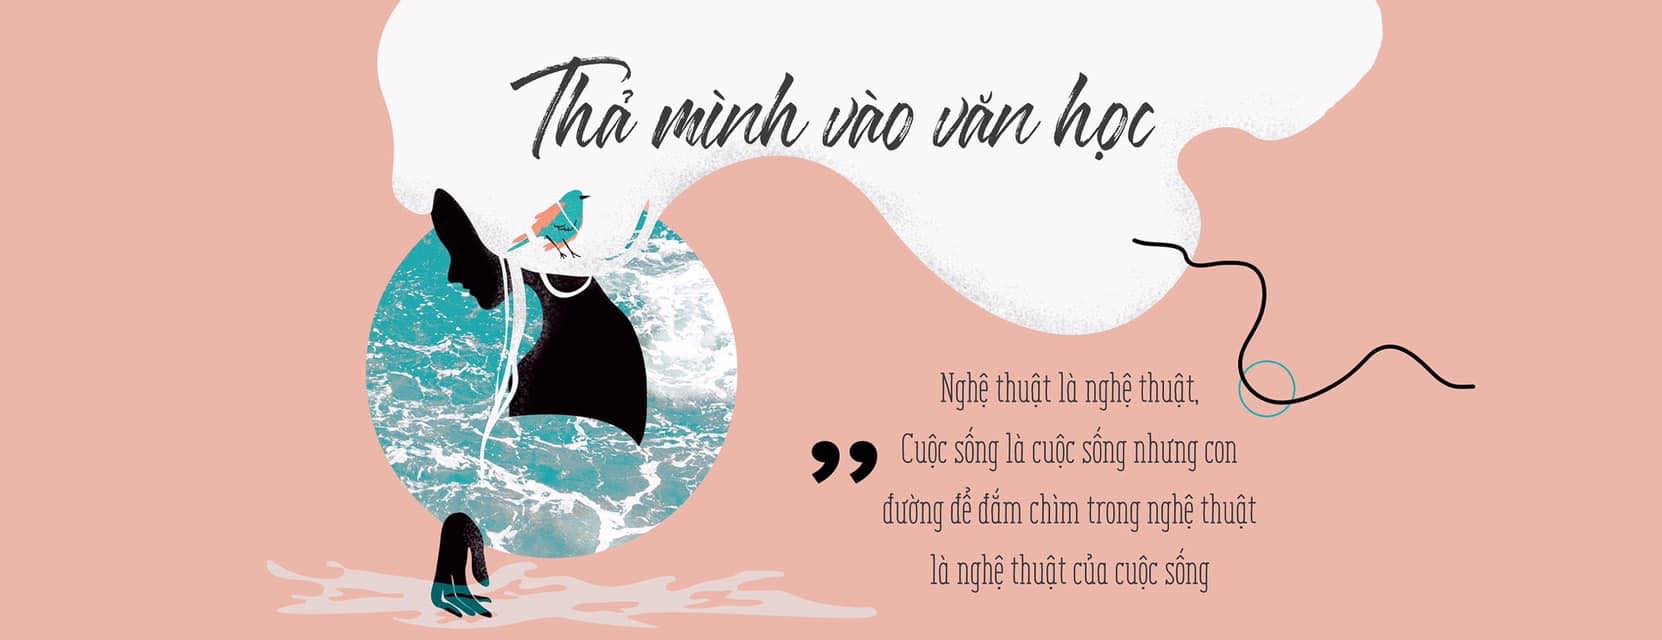 Thả mình vào văn học
Nghệ thuật là nghệ thuật,
” Cuộc sống là cuộc sống nhưng con
đường để đắm chìm trong nghệ thuật
là nghệ thuật của cuộc sống